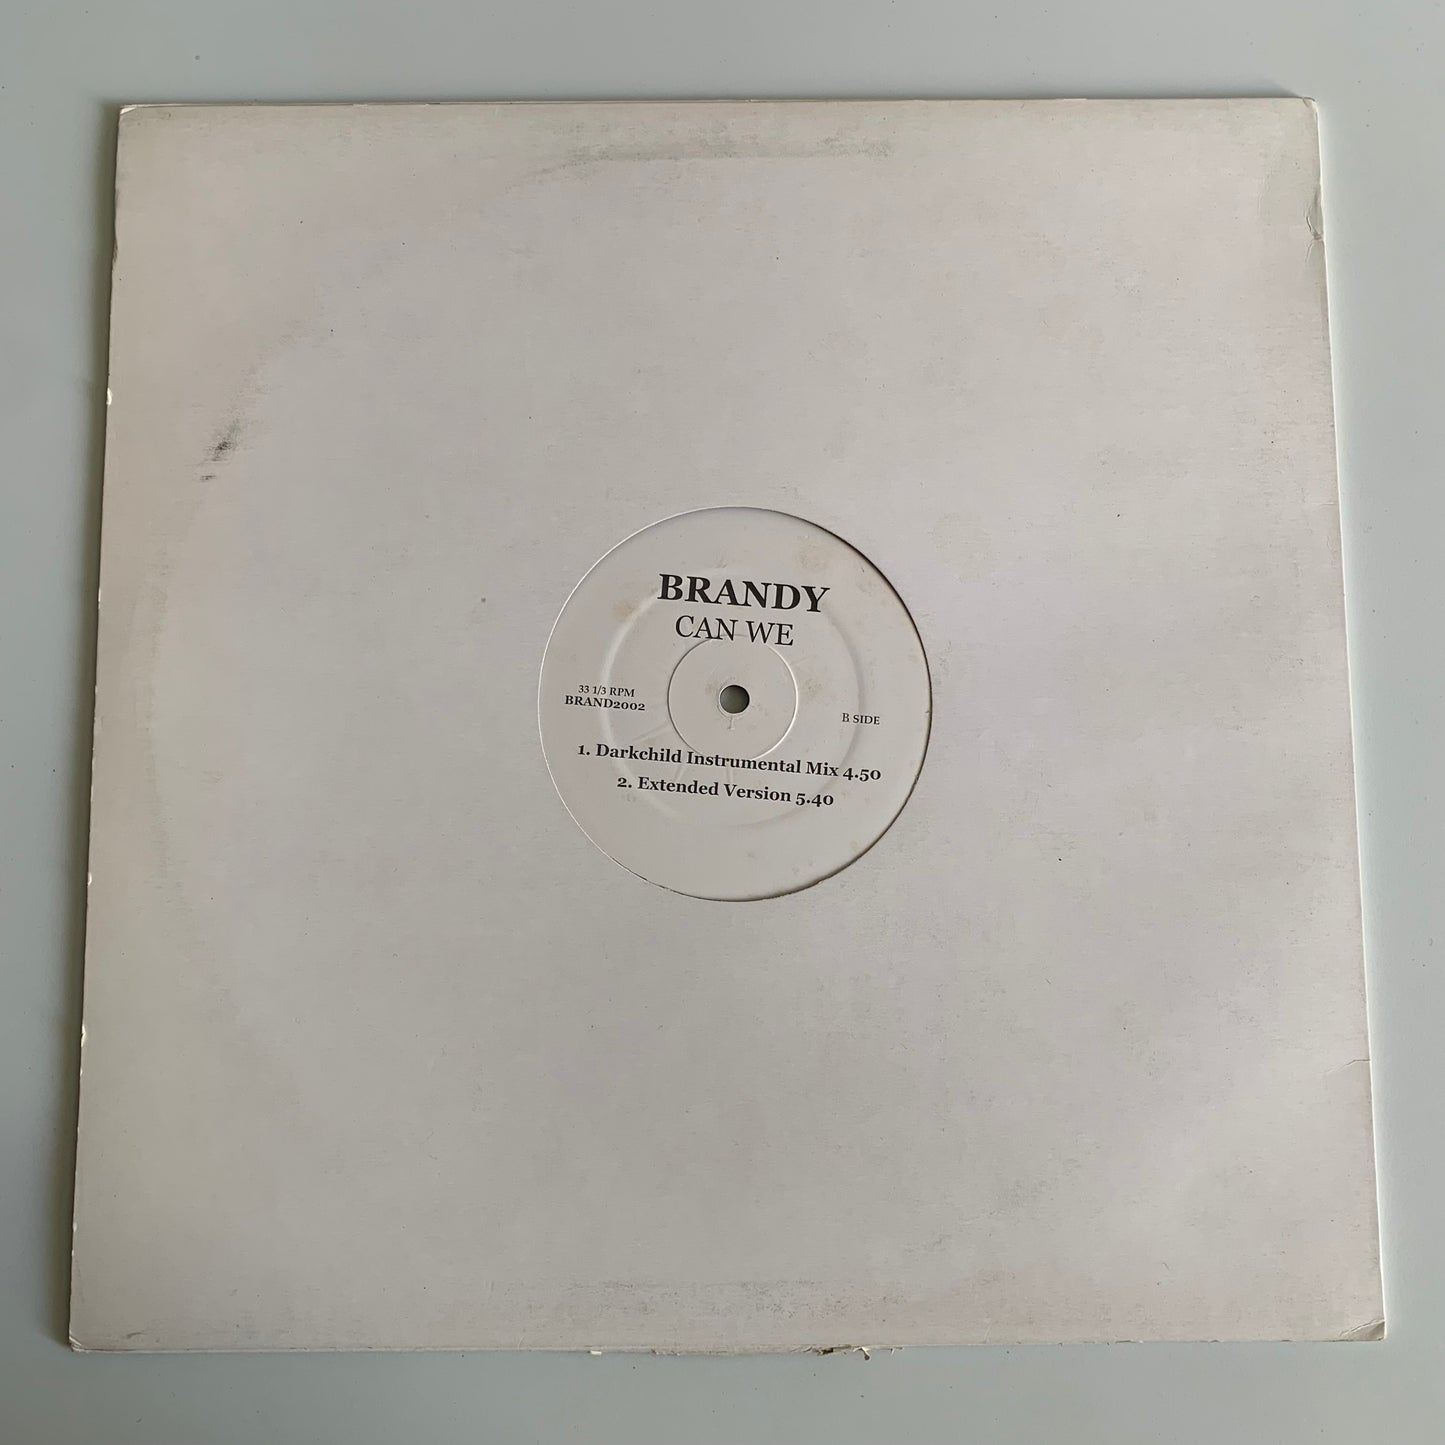 BRANDY
CAN WE
33 1/3 RPM
BRAND2002
B SIDE
1. Darkchild Instrumental Mix 4.50
2. Extended Version 5.40